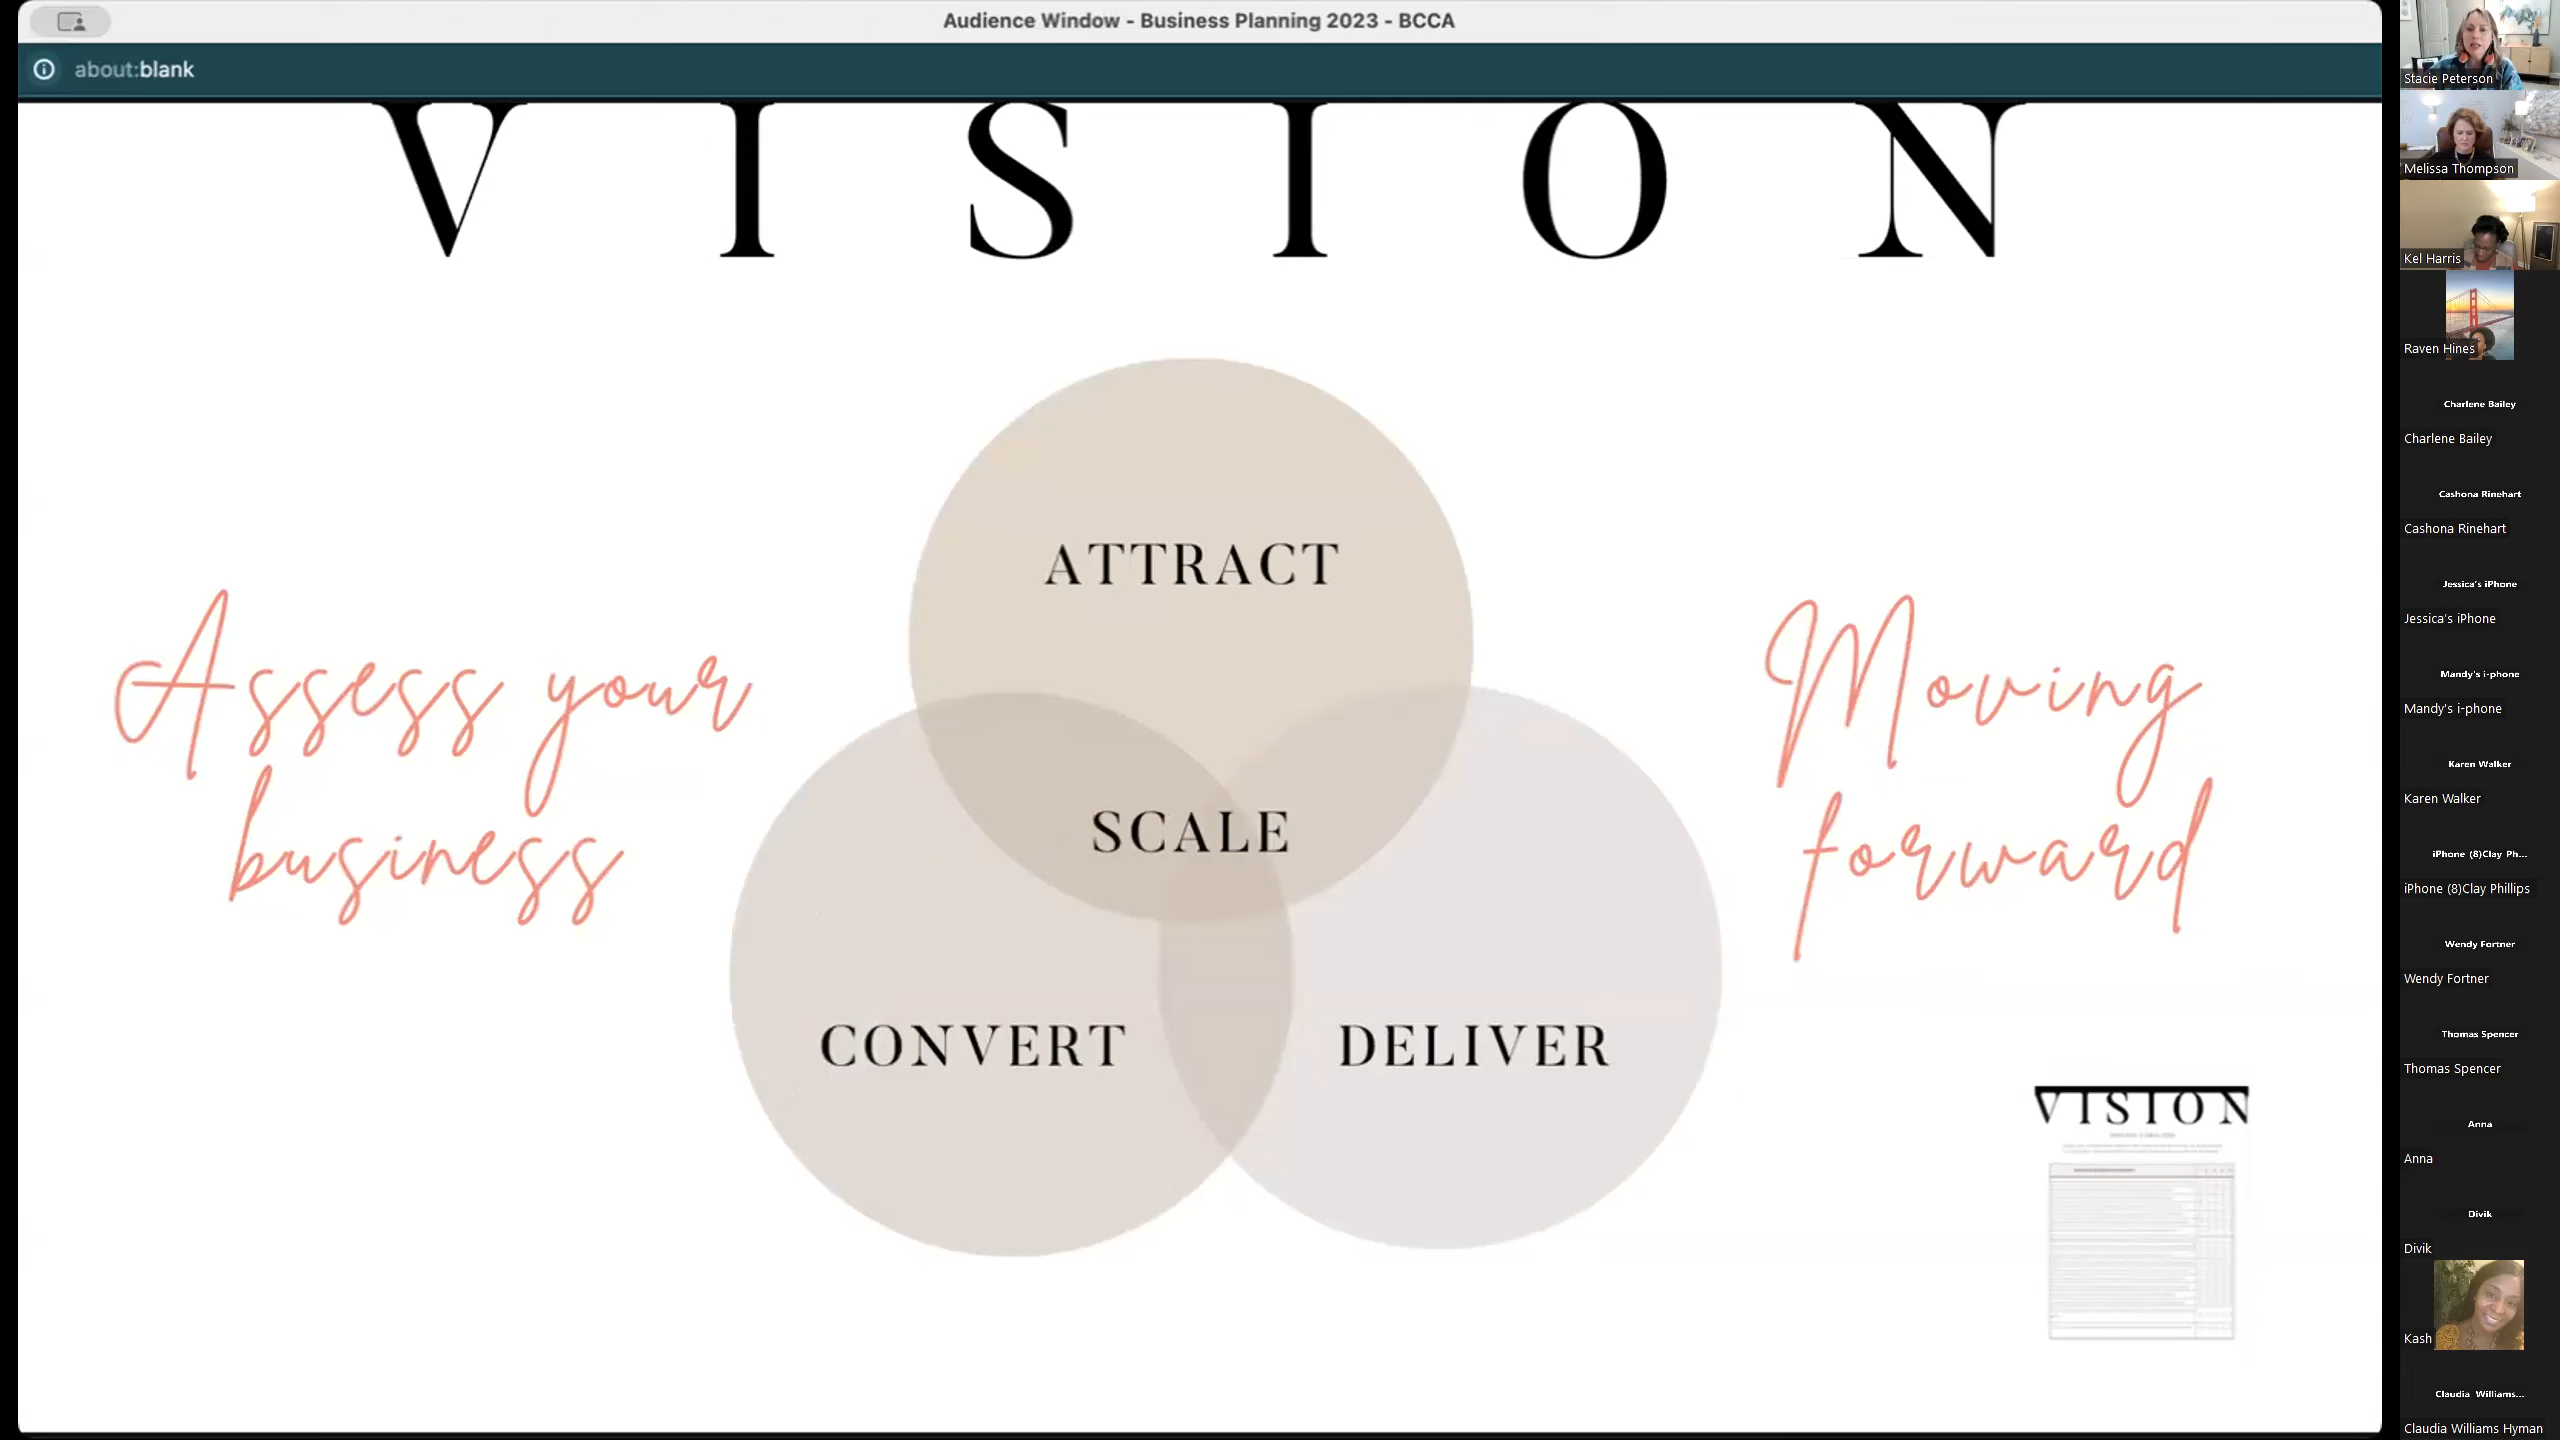 Audience Window - Business Planning 2023 - BCCA
about:blank
VISION
ATTRACT
Assess your
business
Moving
forward
SCALE
CONVERT
DELIVER
VISION
Stacie Peterson
Melissa Thompson
Kel Harris
Raven Hines
Charlene Bailey
Charlene Bailey
Cashona Rinehart
Cashona Rinehart
Jessica's iPhone
Jessica's iPhone
Mandy's i-phone
Mandy's i-phone
Karen Walker
Karen Walker
iPhone (8)Clay Ph...
iPhone (8)Clay Phillips
Wendy Fortner
Wendy Fortner
Thomas Spencer
Thomas Spencer
Anna
Anna
Divik
Divik
Kash
Claudia Williams...
Claudia Williams Hyman